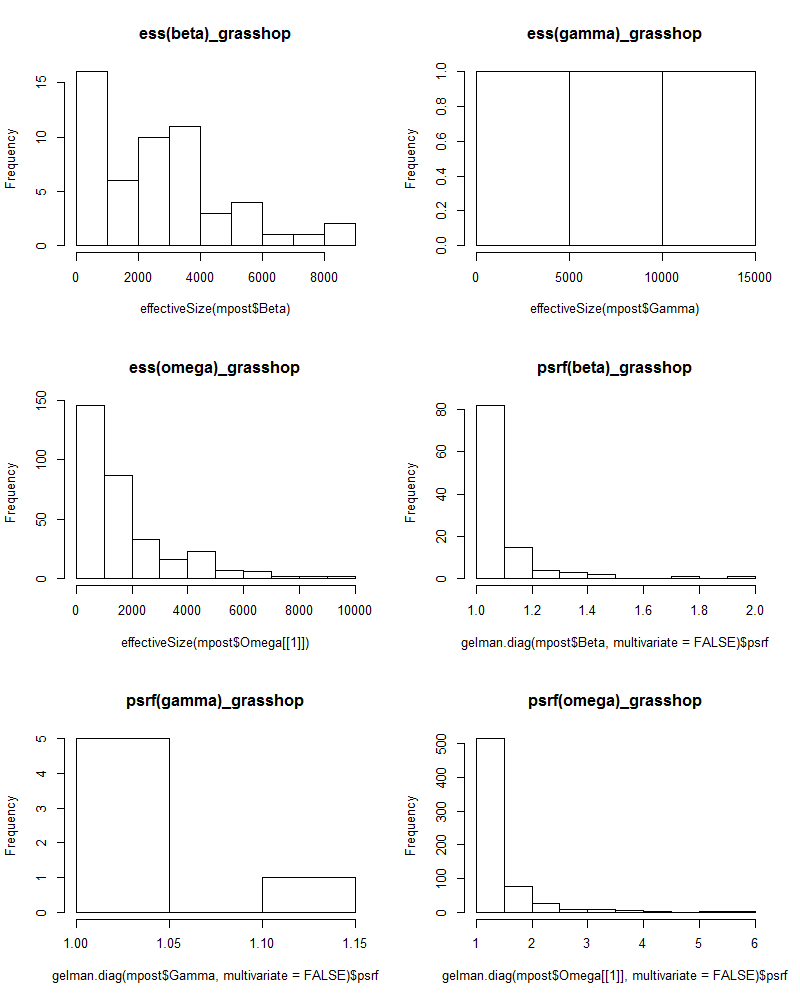 ess(beta)_grasshop
Frequency
0 5 10 15
0 2000 4000 6000 8000
effectiveSize(mpost$Beta)
ess(gamma)_grasshop
Frequency
0.0 0.2 0.4 0.6 0.8 1.0
0 5000 10000 15000
effectiveSize(mpost$Gamma)
ess(omega)_grasshop
Frequency
0 50 100 150
0 2000 4000 6000 8000 10000
effectiveSize(mpost$Omega[[1]])
psrf(beta)_grasshop
Frequency
0 20 40 60 80
1.0 1.2 1.4 1.6 1.8 2.0
gelman.diag(mpost$Beta, multivariate = FALSE)$psrf
psrf(gamma)_grasshop
Frequency
0 1 2 3 4 5
1.00 1.05 1.10 1.15
gelman.diag(mpost$Gamma, multivariate = FALSE)$psrf
psrf(omega)_grasshop
Frequency
0 100 200 300 400 500
1 2 3 4 5 6
gelman.diag(mpost$Omega[[1]], multivariate = FALSE)$psrf